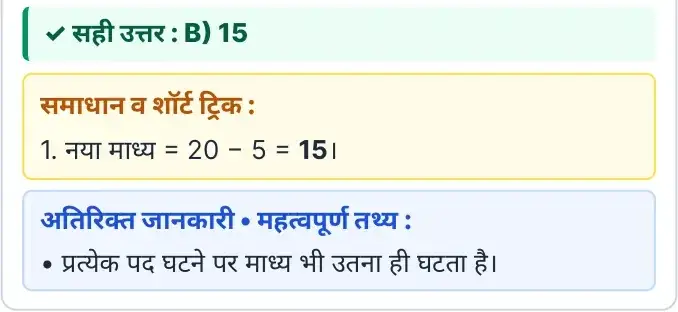 ✓ सही उत्तर : B) 15
समाधान व शॉर्ट ट्रिक :
1. नया माध्य = 20 − 5 = 15।
अतिरिक्त जानकारी • महत्वपूर्ण तथ्य :
• प्रत्येक पद घटने पर माध्य भी उतना ही घटता है।